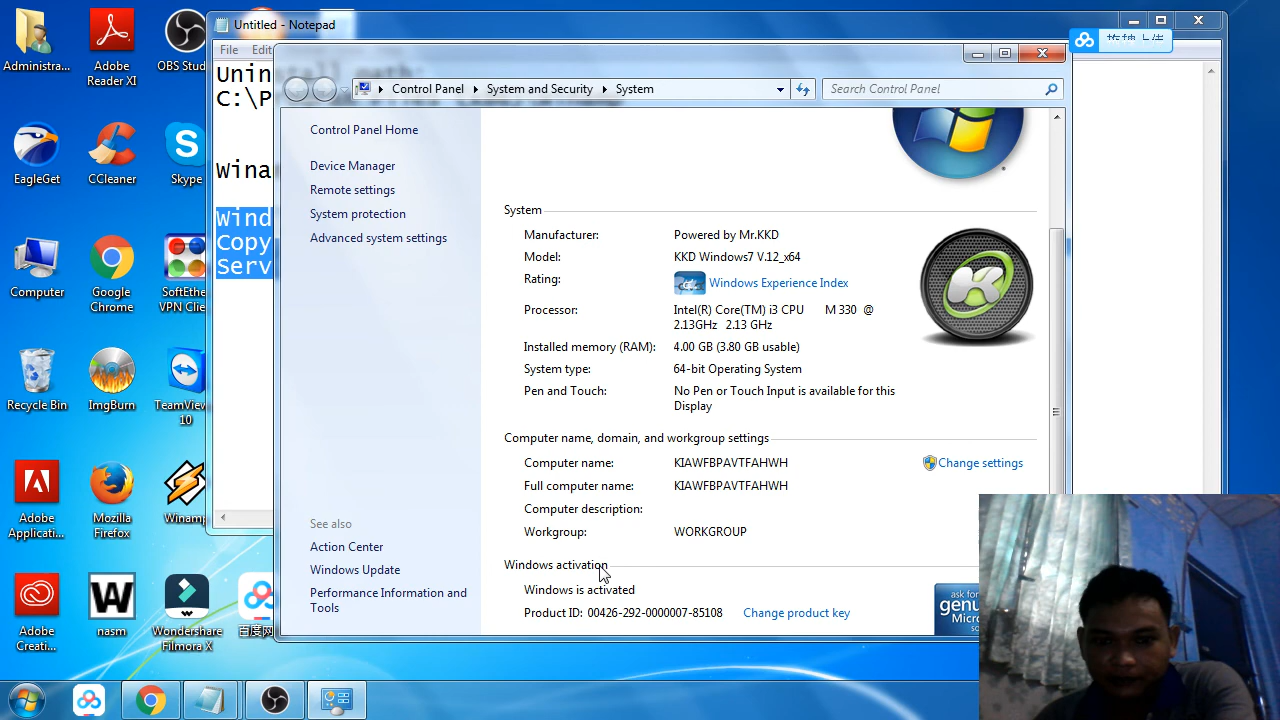 Administra...
Adobe
Reader XI
OBS Stud
EagleGet
CCleaner
Skype
Computer
Google
Chrome
SoftEthe
VPN Clie
Recycle Bin
ImgBurn
TeamView
10
Adobe
Applicati...
Mozilla
Firefox
Winamp
Adobe
Creati...
nasm
Wondershare
Filmora X
Untitled - Notepad
File Edit
C:\P
Wina
Wind
Copy
Serv
Control Panel
System and Security
System
Search Control Panel
Control Panel Home
Device Manager
Remote settings
System protection
Advanced system settings
See also
Action Center
Windows Update
Performance Information and
Tools
System
Manufacturer: Powered by Mr.KKD
Model: KKD Windows7 V.12_x64
Rating: Windows Experience Index
Processor: Intel(R) Core(TM) i3 CPU M 330 @
2.13GHz 2.13 GHz
Installed memory (RAM): 4.00 GB (3.80 GB usable)
System type: 64-bit Operating System
Pen and Touch: No Pen or Touch Input is available for this
Display
Computer name, domain, and workgroup settings
Computer name: KIAWFBPAVTFAHWH
Change settings
Full computer name: KIAWFBPAVTFAHWH
Computer description:
Workgroup: WORKGROUP
Windows activation
Windows is activated
Product ID: 00426-292-0000007-85108 Change product key
ask for
genu
Micro